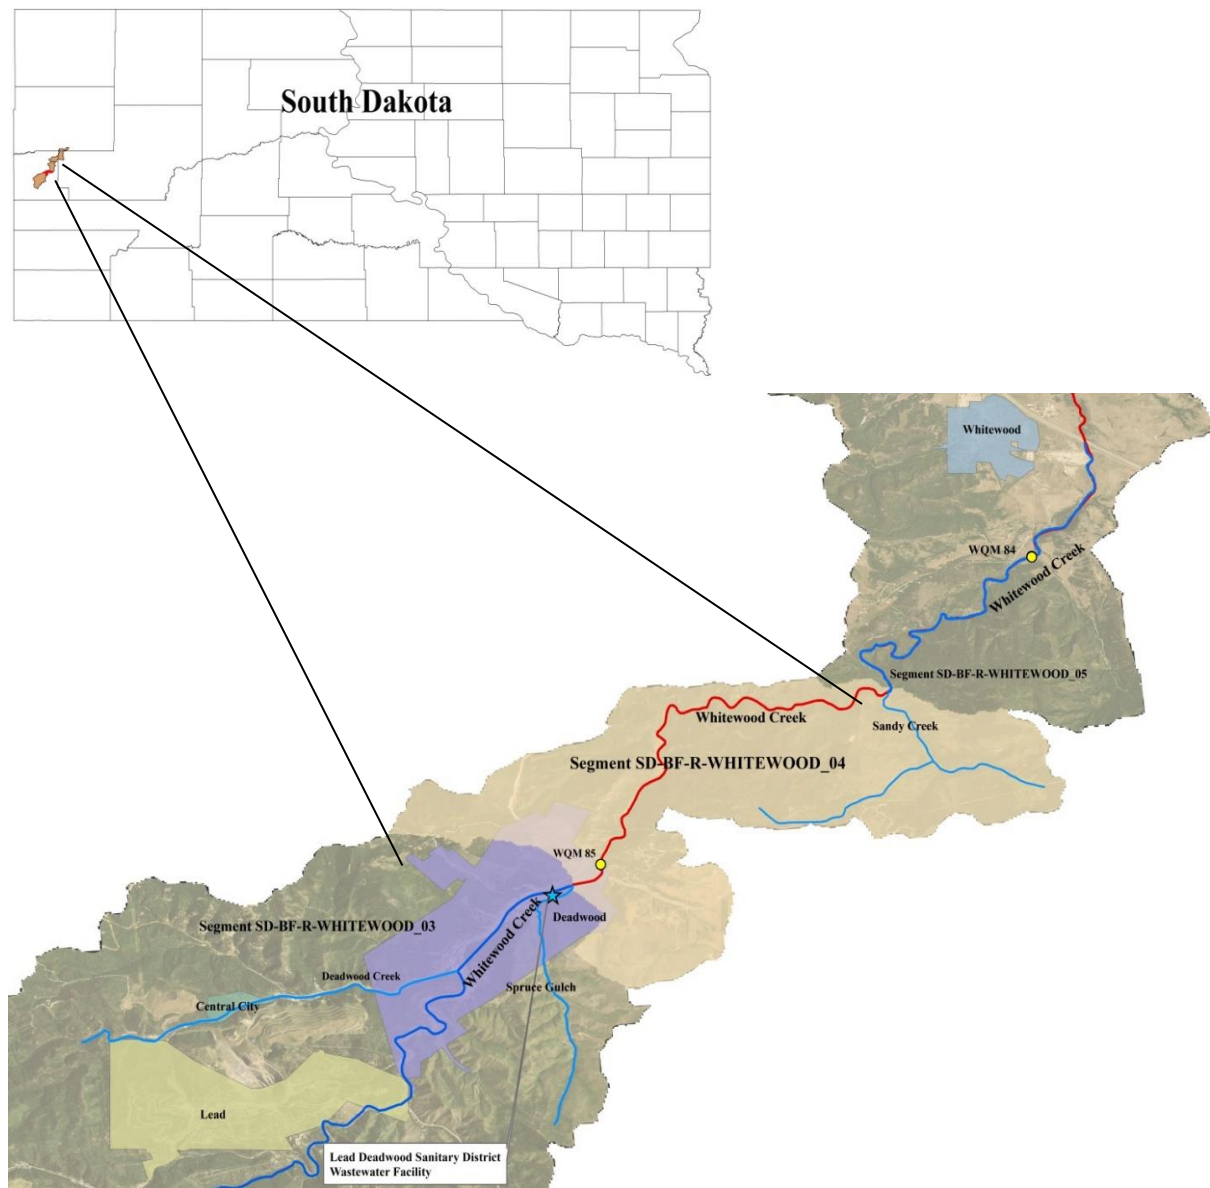 South Dakota
Whitewood
WQM 84
Whitewood Creek
Segment SD-BF-R-WHITEWOOD_05
Whitewood Creek
Sandy Creek
Segment SD-BF-R-WHITEWOOD_04
WQM 85
Deadwood
Segment SD-BF-R-WHITEWOOD_03
Whitewood Creek
Deadwood Creek
Spruce Gulch
Central City
Lead
Lead Deadwood Sanitary District
Wastewater Facility